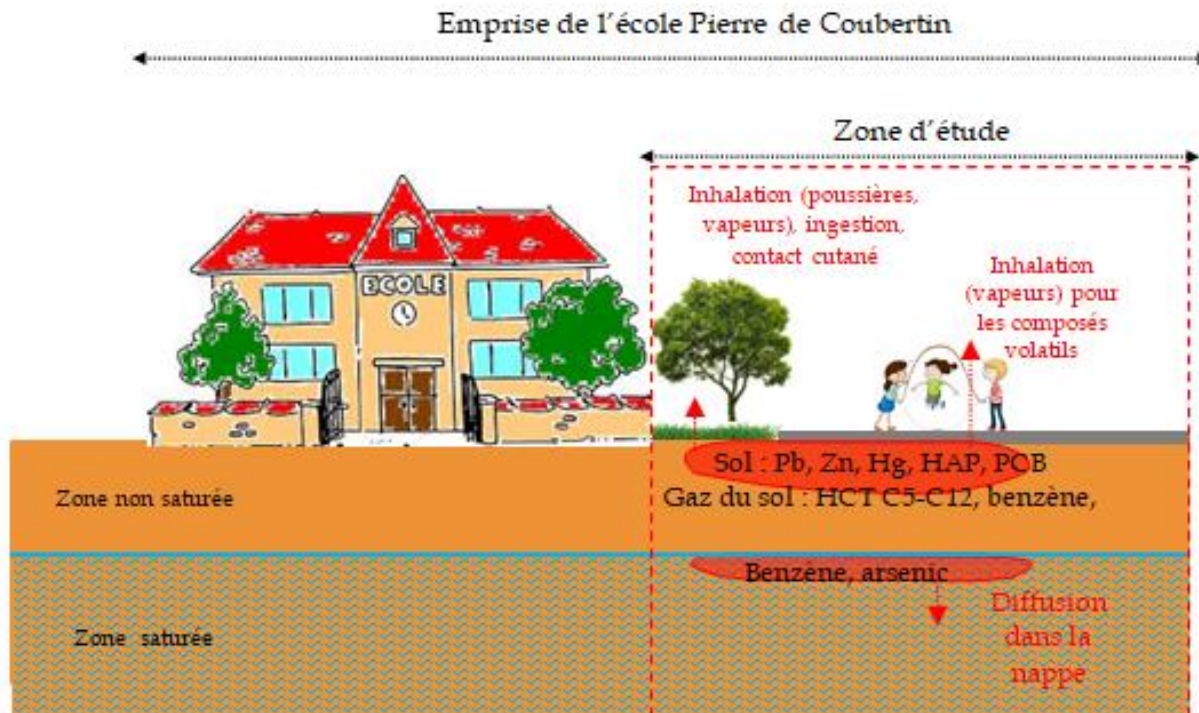 Emprise de l'école Pierre de Coubertin
Zone d'étude
Inhalation (poussières,
vapeurs), ingestion,
contact cutané
Inhalation
(vapeurs) pour
les composés
volatils
ECOLE
Sol : Pb, Zn, Hg, HAP, PCB
Zone non saturée
Gaz du sol : HCT C5-C12, benzène,
Benzène, arsenic
Diffusion
dans la
nappe
Zone saturée